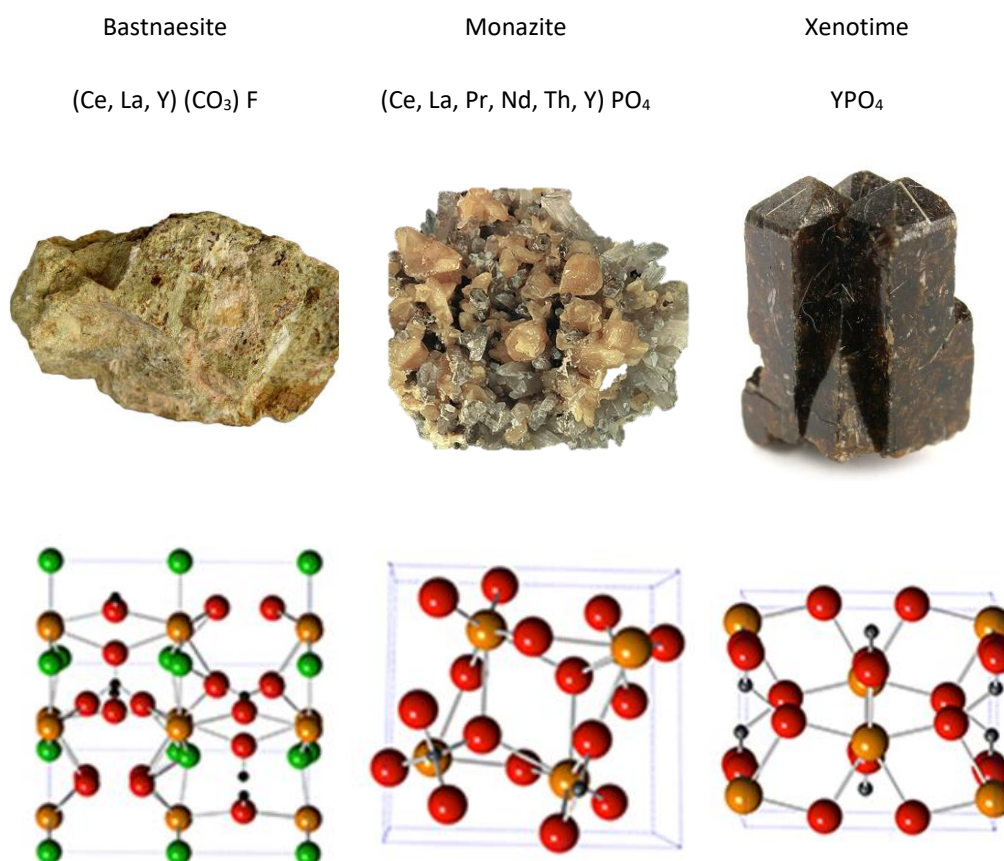 Bastnaesite Monazite Xenotime
(Ce, La, Y) (CO₃) F (Ce, La, Pr, Nd, Th, Y) PO₄ YPO₄